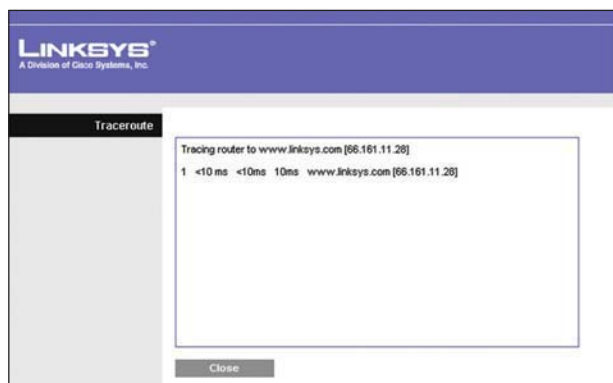 LINKSYS®
A Division of Cisco Systems, Inc.
Traceroute
Tracing router to www.linksys.com [66.161.11.28]
1 <10 ms <10ms 10ms www.linksys.com [66.161.11.28]
Close